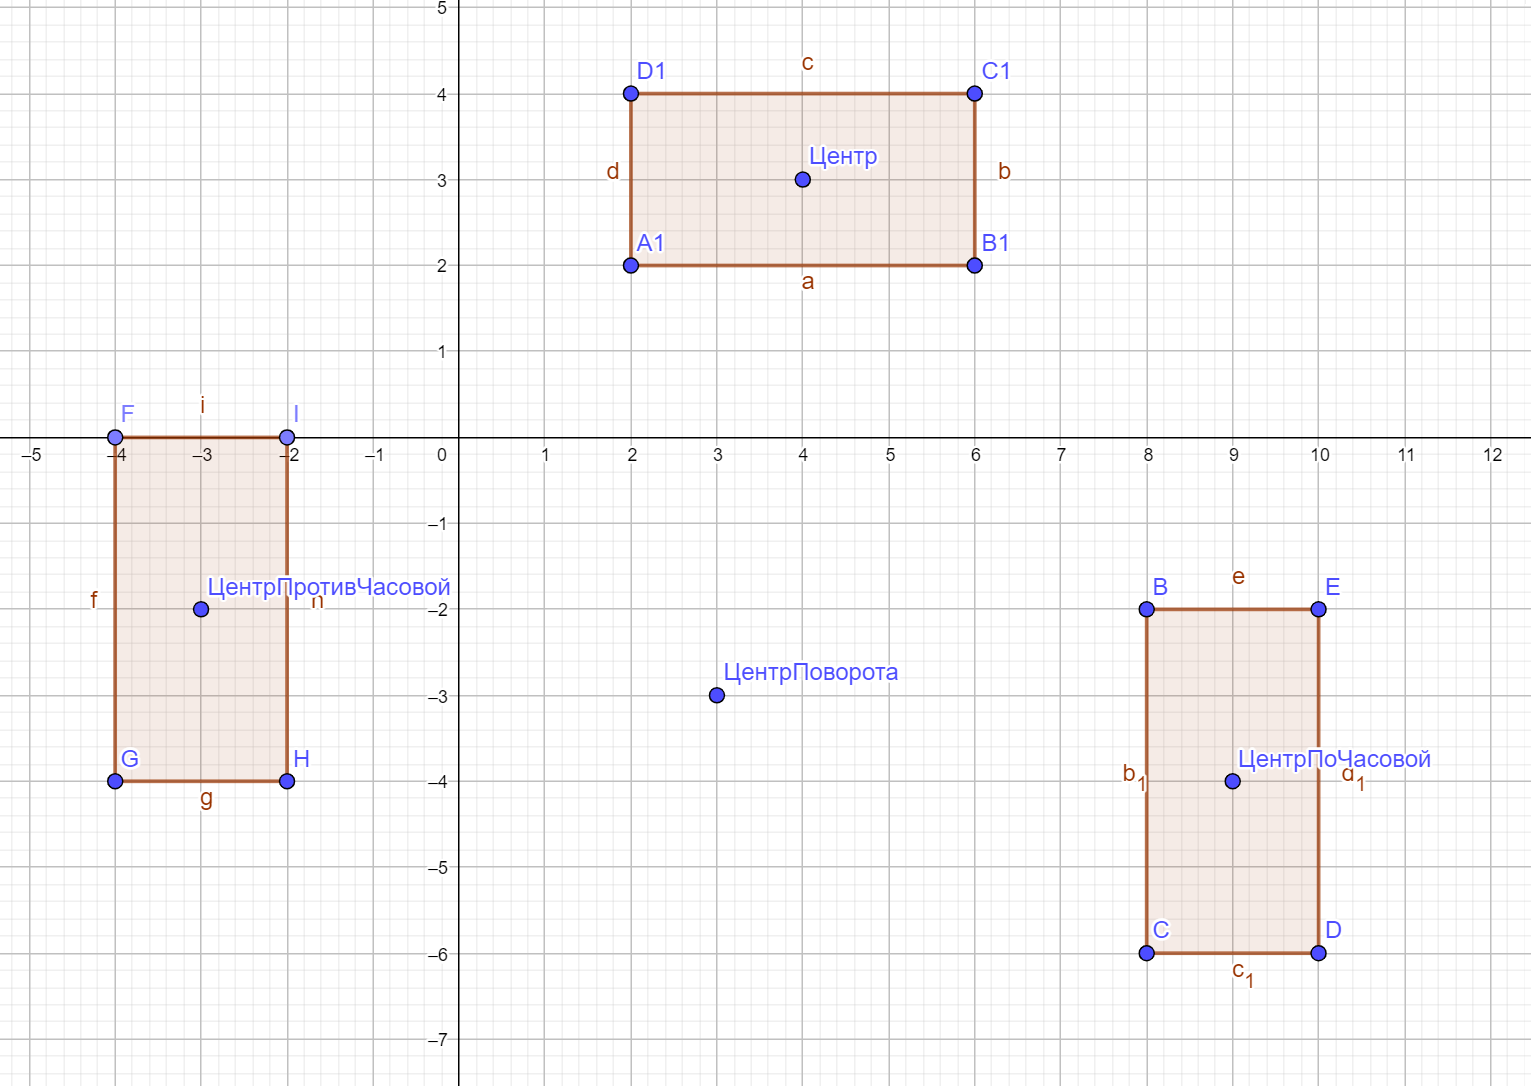 5
c
D1
C1
4
Центр
d
b
3
A1
B1
2
a
1
i
F
I
–5
–4
–3
–2
–1
0
1
2
3
4
5
6
7
8
9
10
11
12
–1
e
ЦентрПротивЧасовой
B
E
f
–2
ЦентрПоворота
–3
G
H
ЦентрПоЧасовой
b1
d1
g
–4
–5
C
D
–6
c1
–7